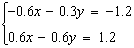 −0.6x − 0.3y = −1.2
0.6x − 0.6y = 1.2